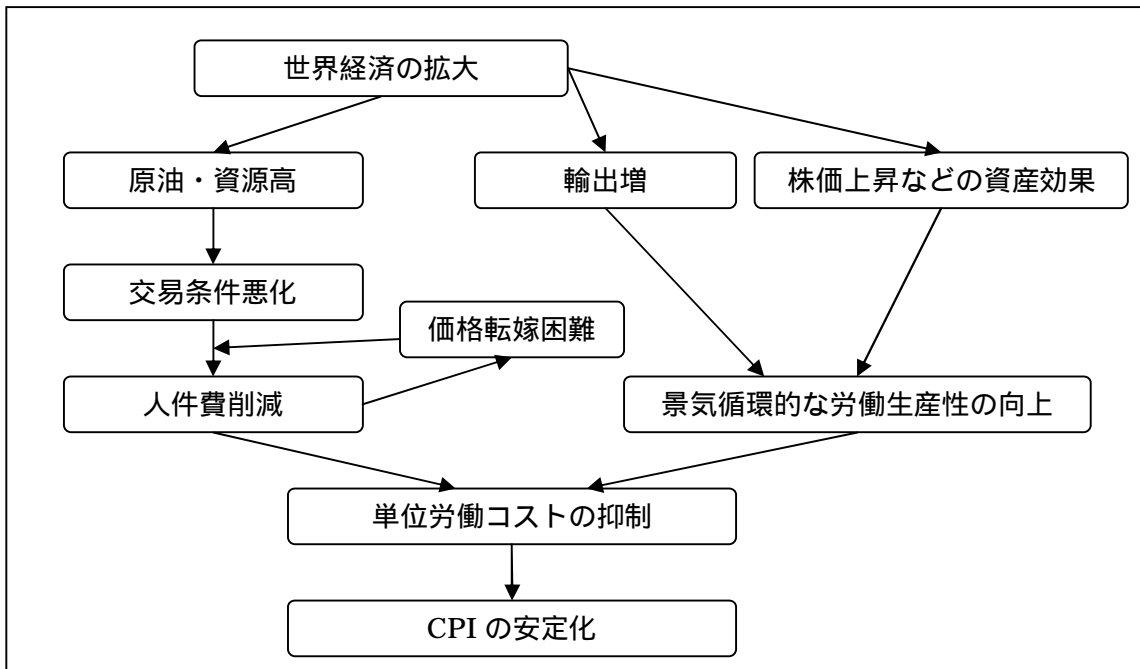 世界経済の拡大
原油・資源高
輸出増
株価上昇などの資産効果
交易条件悪化
価格転嫁困難
人件費削減
景気循環的な労働生産性の向上
単位労働コストの抑制
CPI の安定化